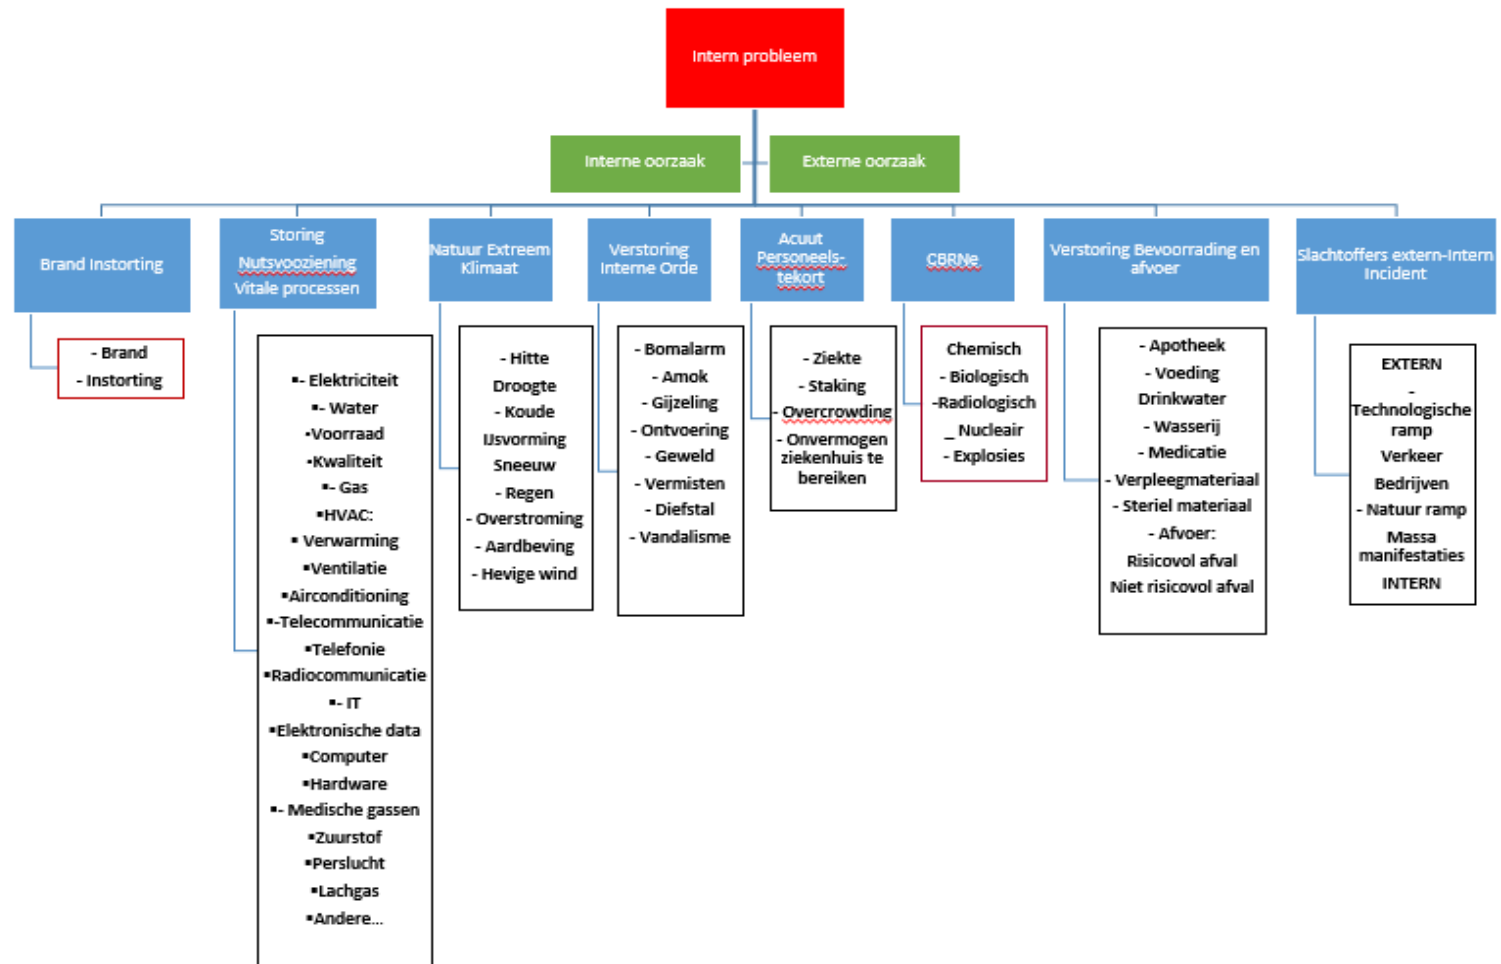 Intern probleem
Interne oorzaak
Externe oorzaak
Brand Instorting
- Brand
- Instorting
Storing
Nutsvooziening
Vitale processen
▪- Elektriciteit
▪- Water
▪Voorraad
▪Kwaliteit
▪- Gas
▪HVAC:
▪ Verwarming
▪Ventilatie
▪Airconditioning
▪-Telecommunicatie
▪Telefonie
▪Radiocommunicatie
▪- IT
▪Elektronische data
▪Computer
▪Hardware
▪- Medische gassen
▪Zuurstof
▪Perslucht
▪Lachgas
▪Andere...
Natuur Extreem
Klimaat
- Hitte
Droogte
- Koude
IJsvorming
Sneeuw
- Regen
- Overstroming
- Aardbeving
- Hevige wind
Verstoring
Interne Orde
- Bomalarm
- Amok
- Gijzeling
- Ontvoering
- Geweld
- Vermisten
- Diefstal
- Vandalisme
Acuut
Personeels-
tekort
- Ziekte
- Staking
- Overcrowding
- Onvermogen
ziekenhuis te
bereiken
CBRNe
Chemisch
- Biologisch
-Radiologisch
_ Nucleair
- Explosies
Verstoring Bevoorrading en
afvoer
- Apotheek
- Voeding
Drinkwater
- Wasserij
- Medicatie
- Verpleegmateriaal
- Steriel materiaal
- Afvoer:
Risicovol afval
Niet risicovol afval
Slachtoffers extern-Intern
Incident
EXTERN
-
Technologische
ramp
Verkeer
Bedrijven
- Natuur ramp
Massa
manifestaties
INTERN